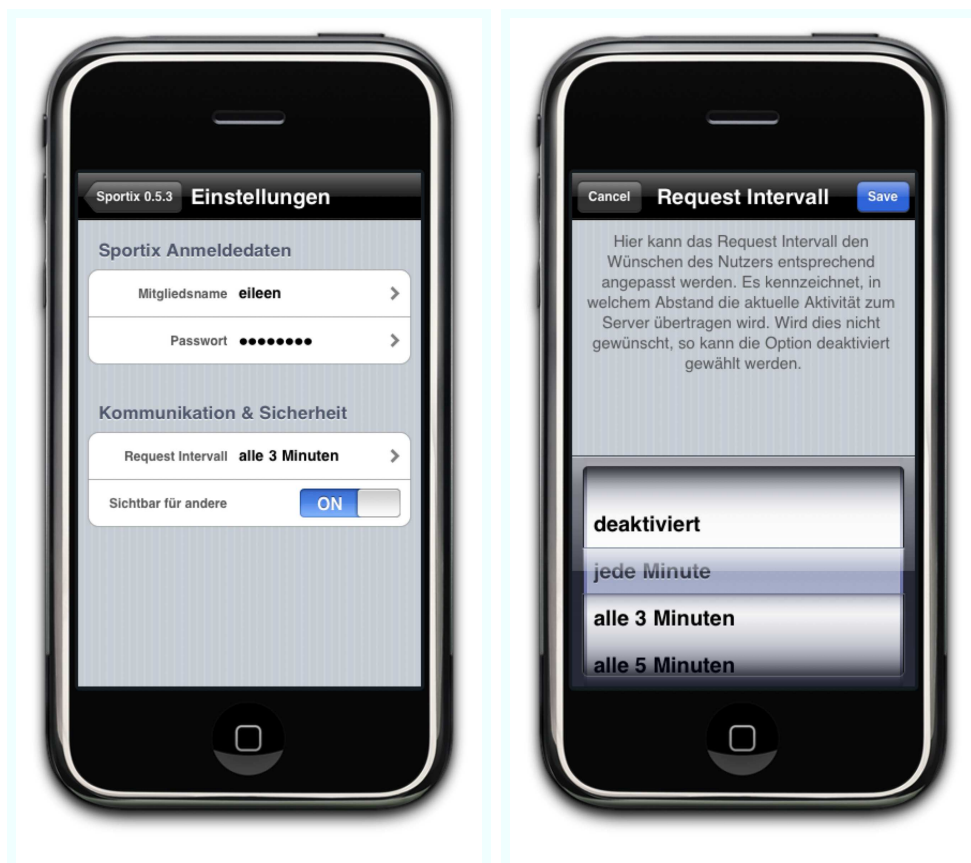 Sportix 0.5.3
Einstellungen
Sportix Anmeldedaten
Mitgliedsname eileen
Passwort ●●●●●●●●
Kommunikation & Sicherheit
Request Intervall alle 3 Minuten
Sichtbar für andere ON
Cancel
Request Intervall
Save
Hier kann das Request Intervall den
Wünschen des Nutzers entsprechend
angepasst werden. Es kennzeichnet, in
welchem Abstand die aktuelle Aktivität zum
Server übertragen wird. Wird dies nicht
gewünscht, so kann die Option deaktiviert
gewählt werden.
deaktiviert
jede Minute
alle 3 Minuten
alle 5 Minuten